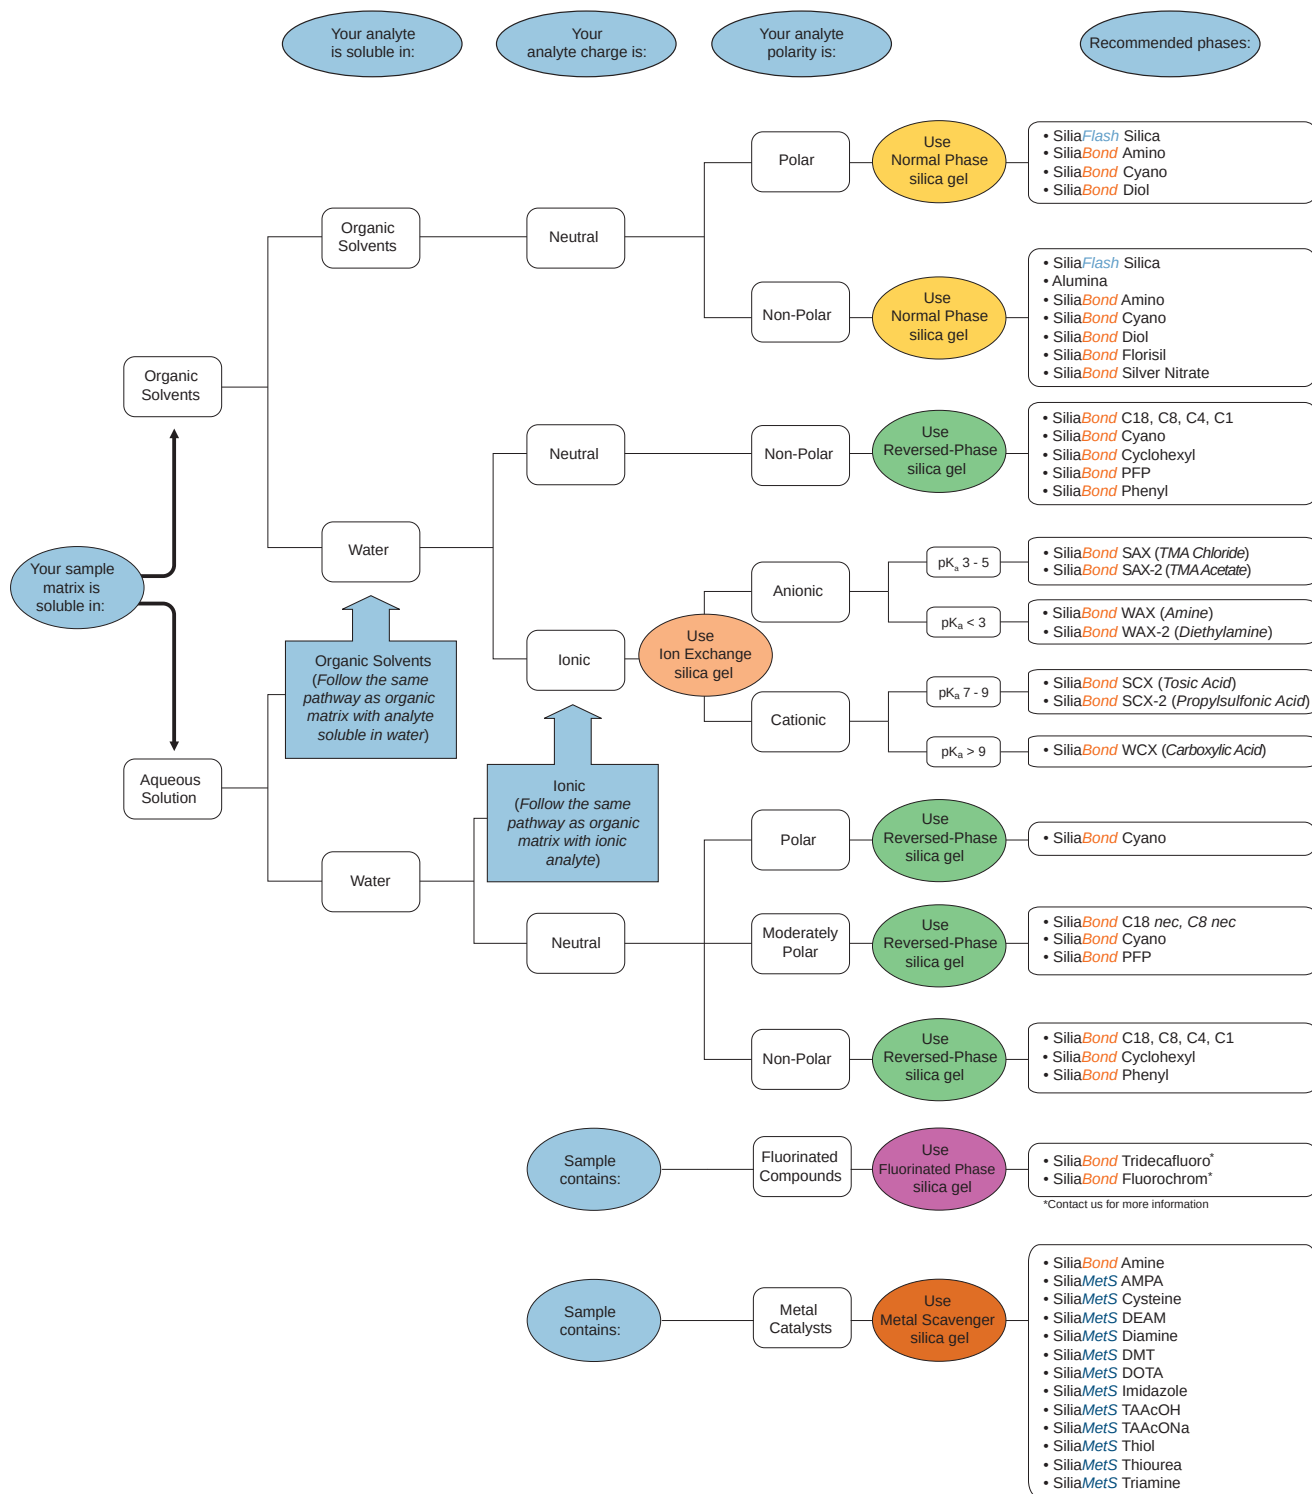 Your analyte
is soluble in:
Your
analyte charge is:
Your analyte
polarity is:
Recommended phases:
Polar
Use
Normal Phase
silica gel
• SiliaFlash Silica
• SiliaBond Amino
• SiliaBond Cyano
• SiliaBond Diol
Organic
Solvents
Neutral
Non-Polar
Use
Normal Phase
silica gel
• SiliaFlash Silica
• Alumina
• SiliaBond Amino
• SiliaBond Cyano
• SiliaBond Diol
• SiliaBond Florisil
• SiliaBond Silver Nitrate
Organic
Solvents
Neutral
Non-Polar
Use
Reversed-Phase
silica gel
• SiliaBond C18, C8, C4, C1
• SiliaBond Cyano
• SiliaBond Cyclohexyl
• SiliaBond PFP
• SiliaBond Phenyl
Water
Your sample
matrix is
soluble in:
Anionic
pKa 3 - 5
• SiliaBond SAX (TMA Chloride)
• SiliaBond SAX-2 (TMA Acetate)
pKa < 3
• SiliaBond WAX (Amine)
• SiliaBond WAX-2 (Diethylamine)
Organic Solvents
(Follow the same
pathway as organic
matrix with analyte
soluble in water)
Ionic
Use
Ion Exchange
silica gel
Cationic
pKa 7 - 9
• SiliaBond SCX (Tosic Acid)
• SiliaBond SCX-2 (Propylsulfonic Acid)
pKa > 9
• SiliaBond WCX (Carboxylic Acid)
Aqueous
Solution
Ionic
(Follow the same
pathway as organic
matrix with ionic
analyte)
Polar
Use
Reversed-Phase
silica gel
• SiliaBond Cyano
Water
Neutral
Moderately
Polar
Use
Reversed-Phase
silica gel
• SiliaBond C18 nec, C8 nec
• SiliaBond Cyano
• SiliaBond PFP
Non-Polar
Use
Reversed-Phase
silica gel
• SiliaBond C18, C8, C4, C1
• SiliaBond Cyclohexyl
• SiliaBond Phenyl
Sample
contains:
Fluorinated
Compounds
Use
Fluorinated Phase
silica gel
• SiliaBond Tridecafluoro*
• SiliaBond Fluorochrom*
*Contact us for more information
Sample
contains:
Metal
Catalysts
Use
Metal Scavenger
silica gel
• SiliaBond Amine
• SiliaMetS AMPA
• SiliaMetS Cysteine
• SiliaMetS DEAM
• SiliaMetS Diamine
• SiliaMetS DMT
• SiliaMetS DOTA
• SiliaMetS Imidazole
• SiliaMetS TAAcOH
• SiliaMetS TAAcONa
• SiliaMetS Thiol
• SiliaMetS Thiourea
• SiliaMetS Triamine